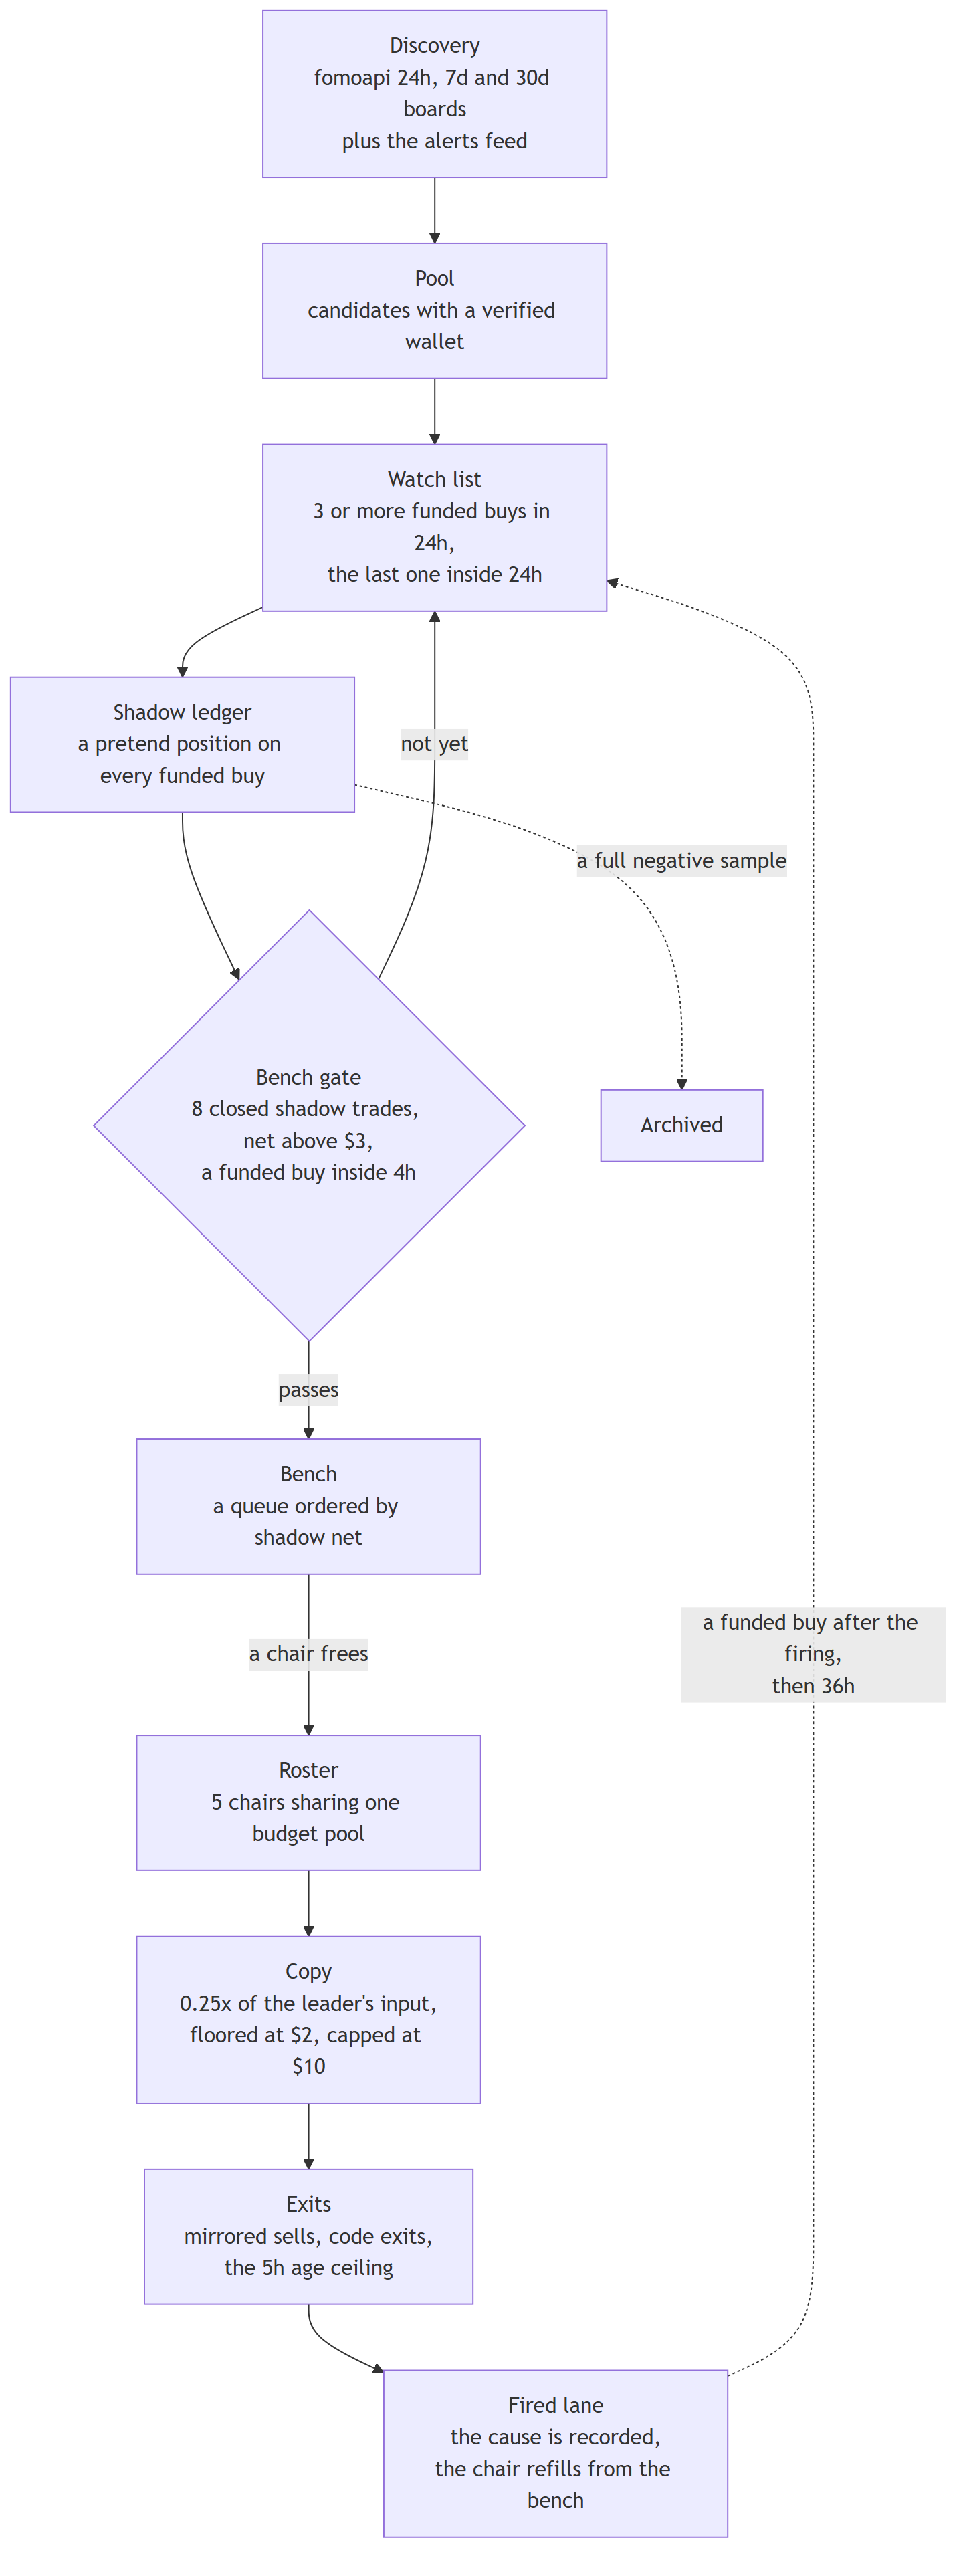 Discovery
fomoapi 24h, 7d and 30d
boards
plus the alerts feed
Pool
candidates with a verified
wallet
Watch list
3 or more funded buys in
24h,
the last one inside 24h
Shadow ledger
a pretend position on
every funded buy
not yet
a full negative sample
Bench gate
8 closed shadow trades,
net above $3,
a funded buy inside 4h
Archived
passes
Bench
a queue ordered by
shadow net
a chair frees
a funded buy after the
firing,
then 36h
Roster
5 chairs sharing one
budget pool
Copy
0.25x of the leader's input,
floored at $2, capped at
$10
Exits
mirrored sells, code exits,
the 5h age ceiling
Fired lane
the cause is recorded,
the chair refills from the
bench